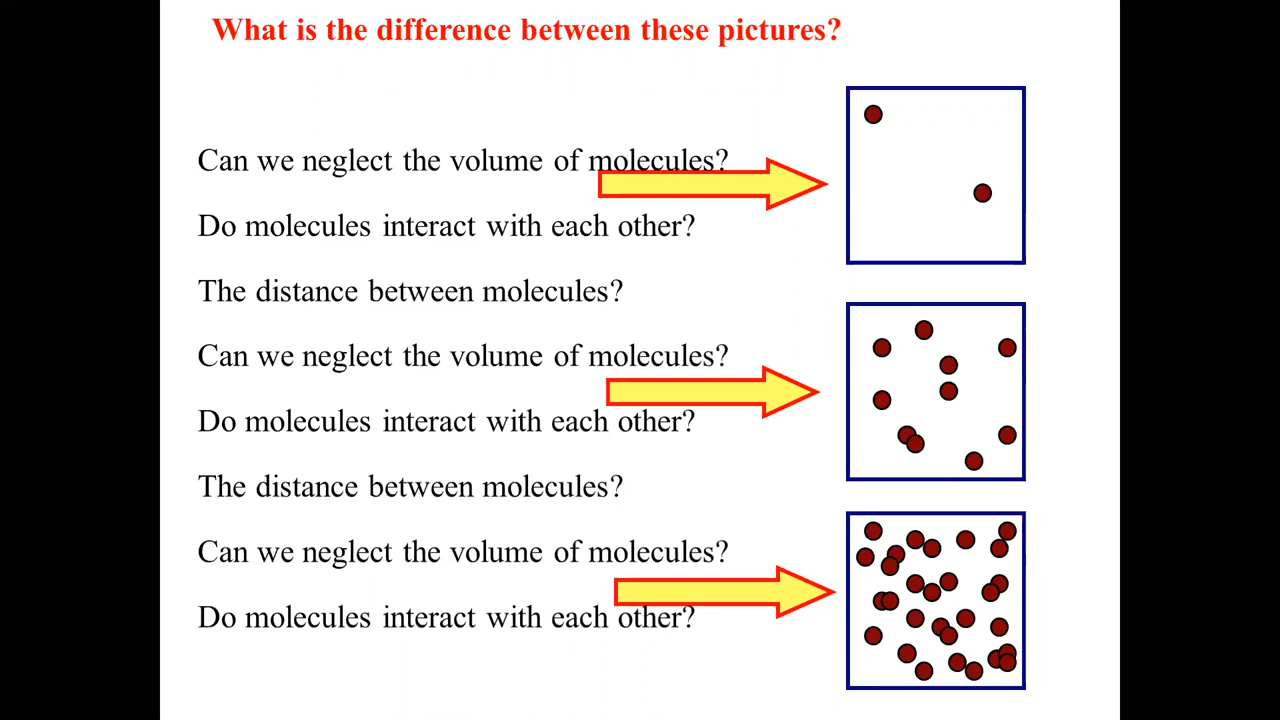 What is the difference between these pictures?
Can we neglect the volume of molecules?
Do molecules interact with each other?
The distance between molecules?
Can we neglect the volume of molecules?
Do molecules interact with each other?
The distance between molecules?
Can we neglect the volume of molecules?
Do molecules interact with each other?